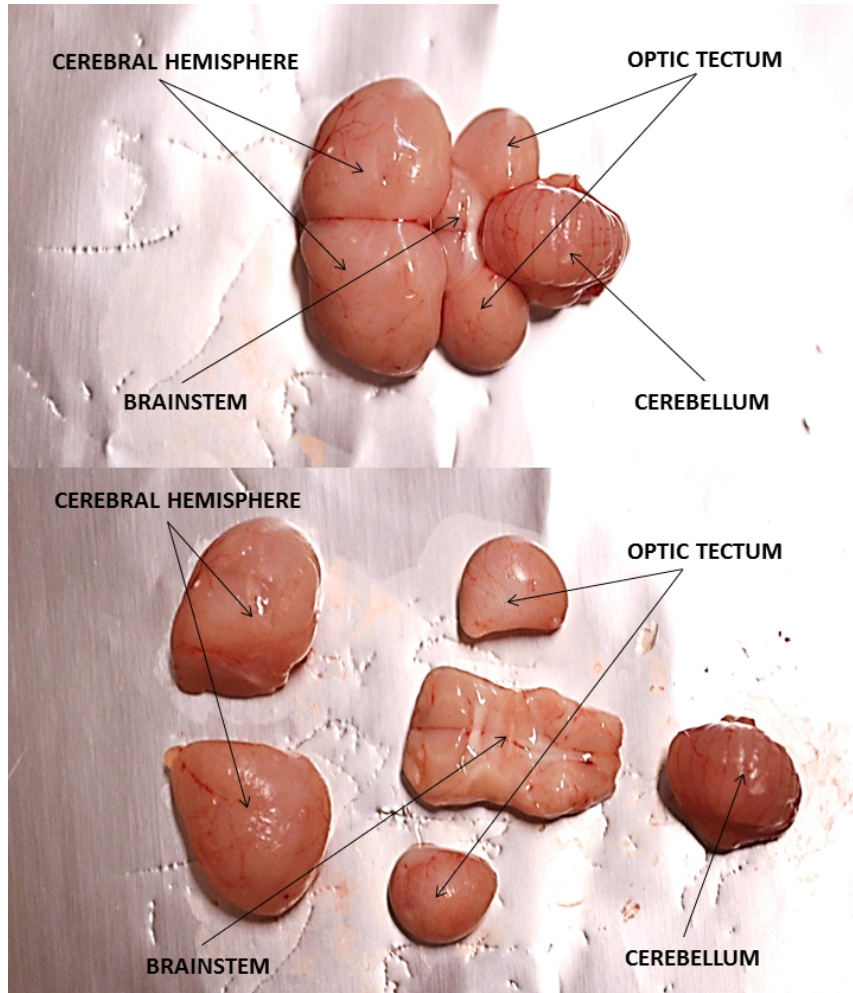 CEREBRAL HEMISPHERE
OPTIC TECTUM
BRAINSTEM
CEREBELLUM
CEREBRAL HEMISPHERE
OPTIC TECTUM
BRAINSTEM
CEREBELLUM